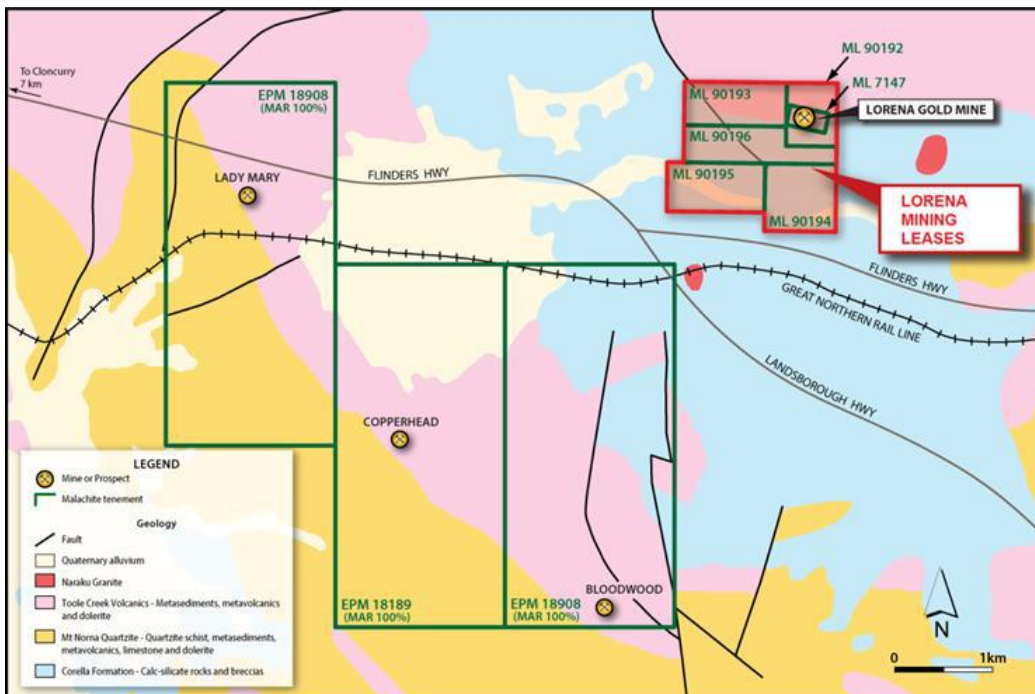 To Cloncurry
7 km
EPM 18908
(MAR 100%)
ML 90192
ML 7147
ML 90193
LORENA GOLD MINE
ML 90196
LADY MARY
FLINDERS HWY
ML 90195
LORENA
MINING
LEASES
ML 90194
FLINDERS HWY
GREAT NORTHERN RAIL LINE
LANDSBOROUGH HWY
COPPERHEAD
BLOODWOOD
EPM 18189
(MAR 100%)
EPM 18908
(MAR 100%)
LEGEND
Mine or Prospect
Malachite tenement
Geology
Fault
Quaternary alluvium
Naraku Granite
Toole Creek Volcanics - Metasediments, metavolcanics
and dolerite
Mt Norna Quartzite - Quartzite schist, metasediments,
metavolcanics, limestone and dolerite
Corella Formation - Calc-silicate rocks and breccias
N
0 1km